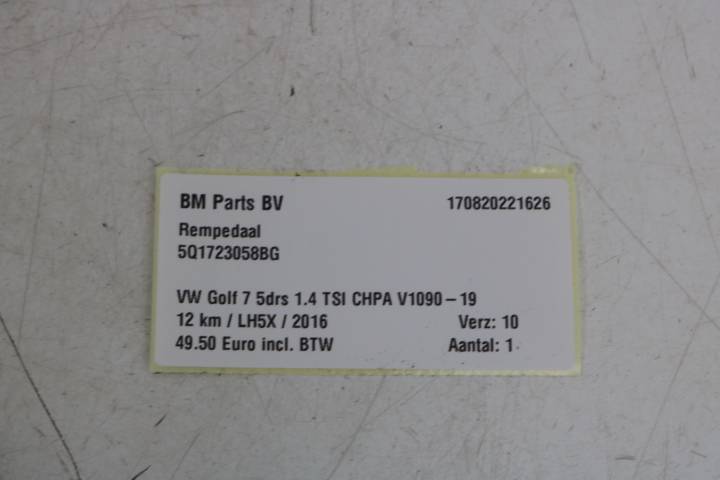 BM Parts BV 170820221626
Rempedaal
5Q1723058BG
VW Golf 7 5drs 1.4 TSI CHPA V1090-19
12 km / LH5X / 2016 Verz: 10
49.50 Euro incl. BTW Aantal: 1